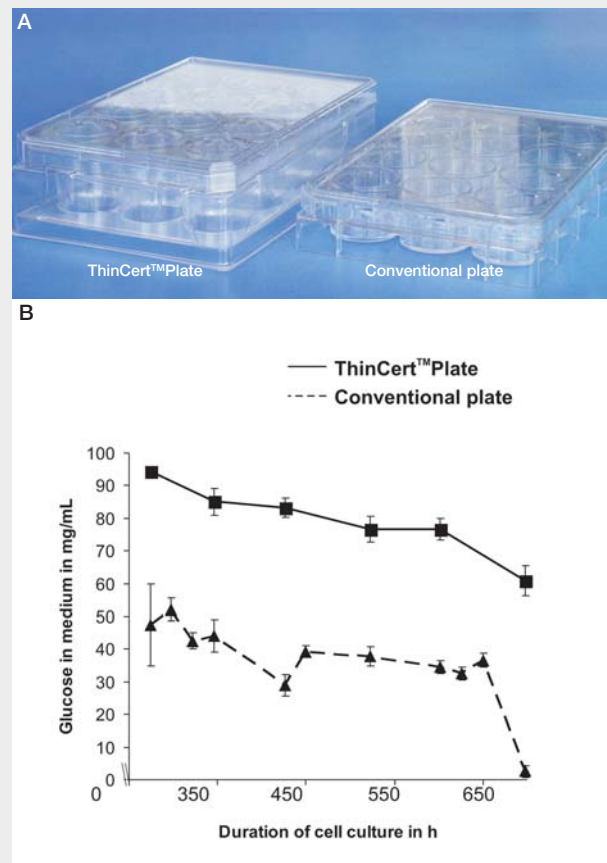 A
ThinCert™Plate
Conventional plate
B
ThinCert™Plate
Conventional plate
100
90
80
70
60
50
40
30
20
10
0
Glucose in medium in mg/mL
0 350 450 550 650
Duration of cell culture in h